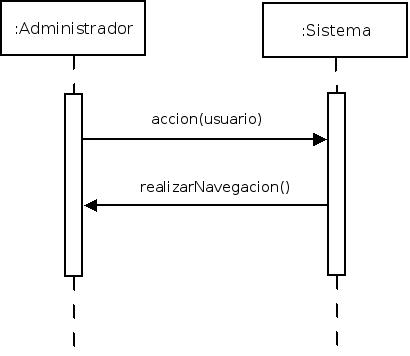 :Administrador
:Sistema
accion(usuario)
realizarNavegacion()